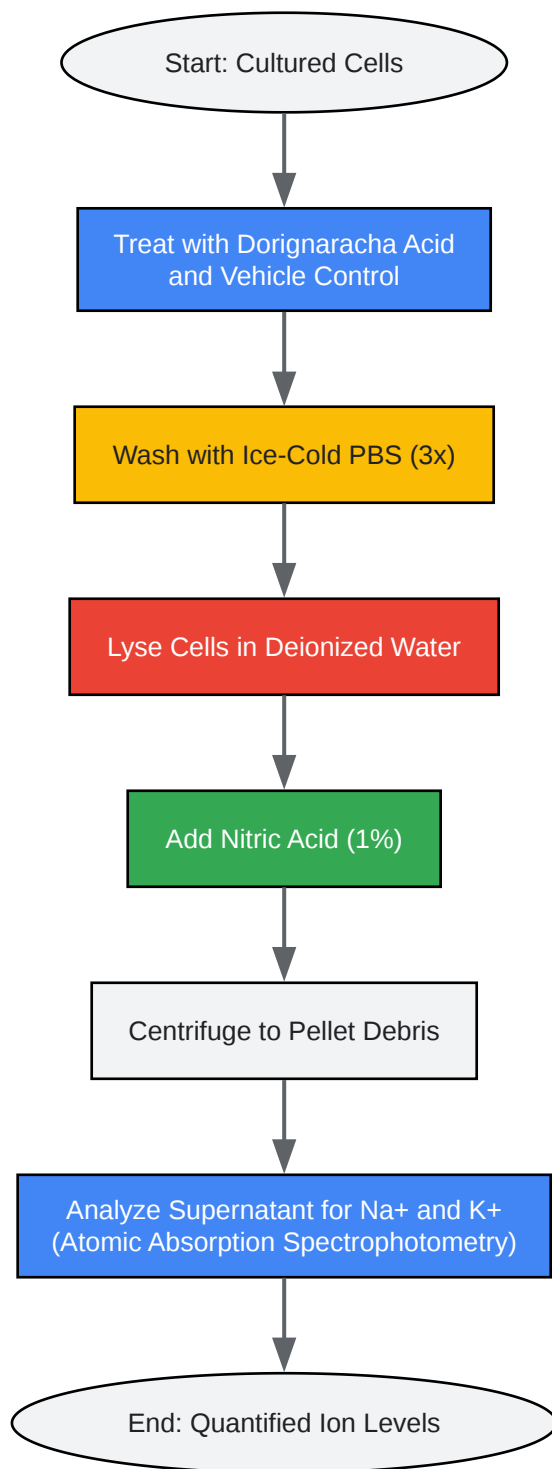 Start: Cultured Cells
Treat with Dorignaracha Acid
and Vehicle Control
Wash with Ice-Cold PBS (3x)
Lyse Cells in Deionized Water
Add Nitric Acid (1%)
Centrifuge to Pellet Debris
Analyze Supernatant for Na+ and K+
(Atomic Absorption Spectrophotometry)
End: Quantified Ion Levels